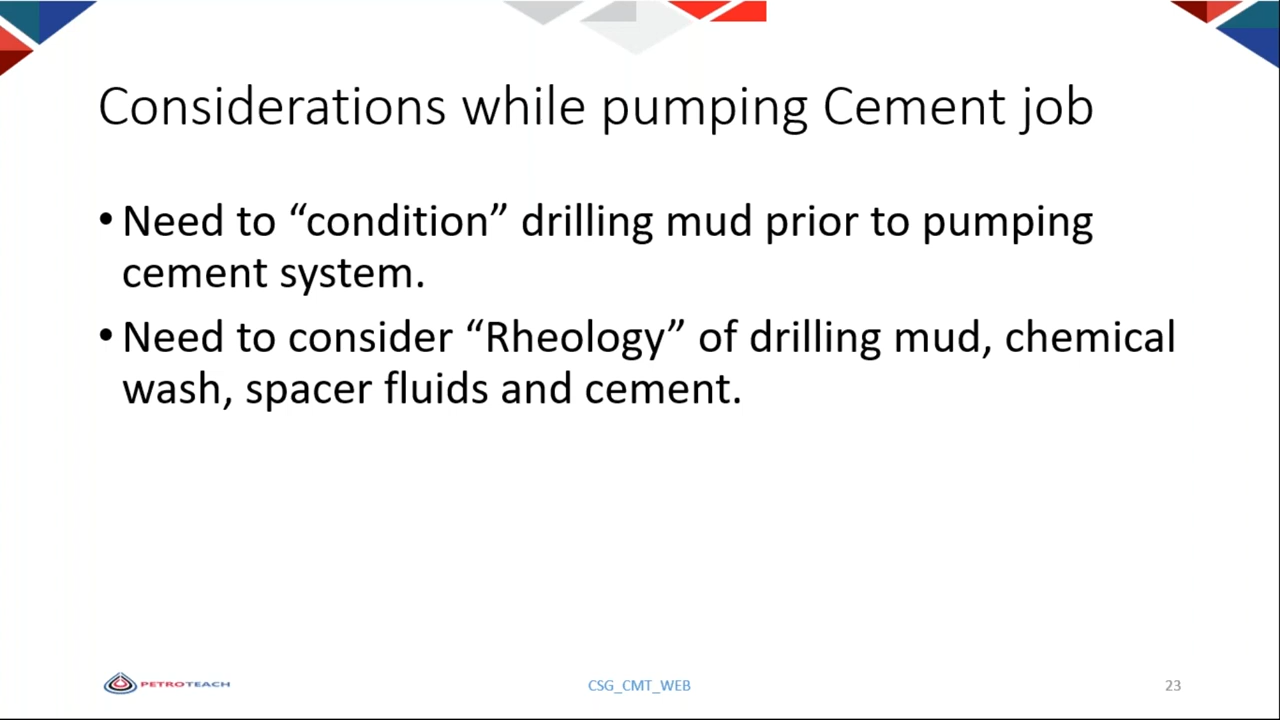 Considerations while pumping Cement job
• Need to “condition” drilling mud prior to pumping
cement system.
• Need to consider “Rheology” of drilling mud, chemical
wash, spacer fluids and cement.
PETROTEACH
CSG_CMT_WEB
23